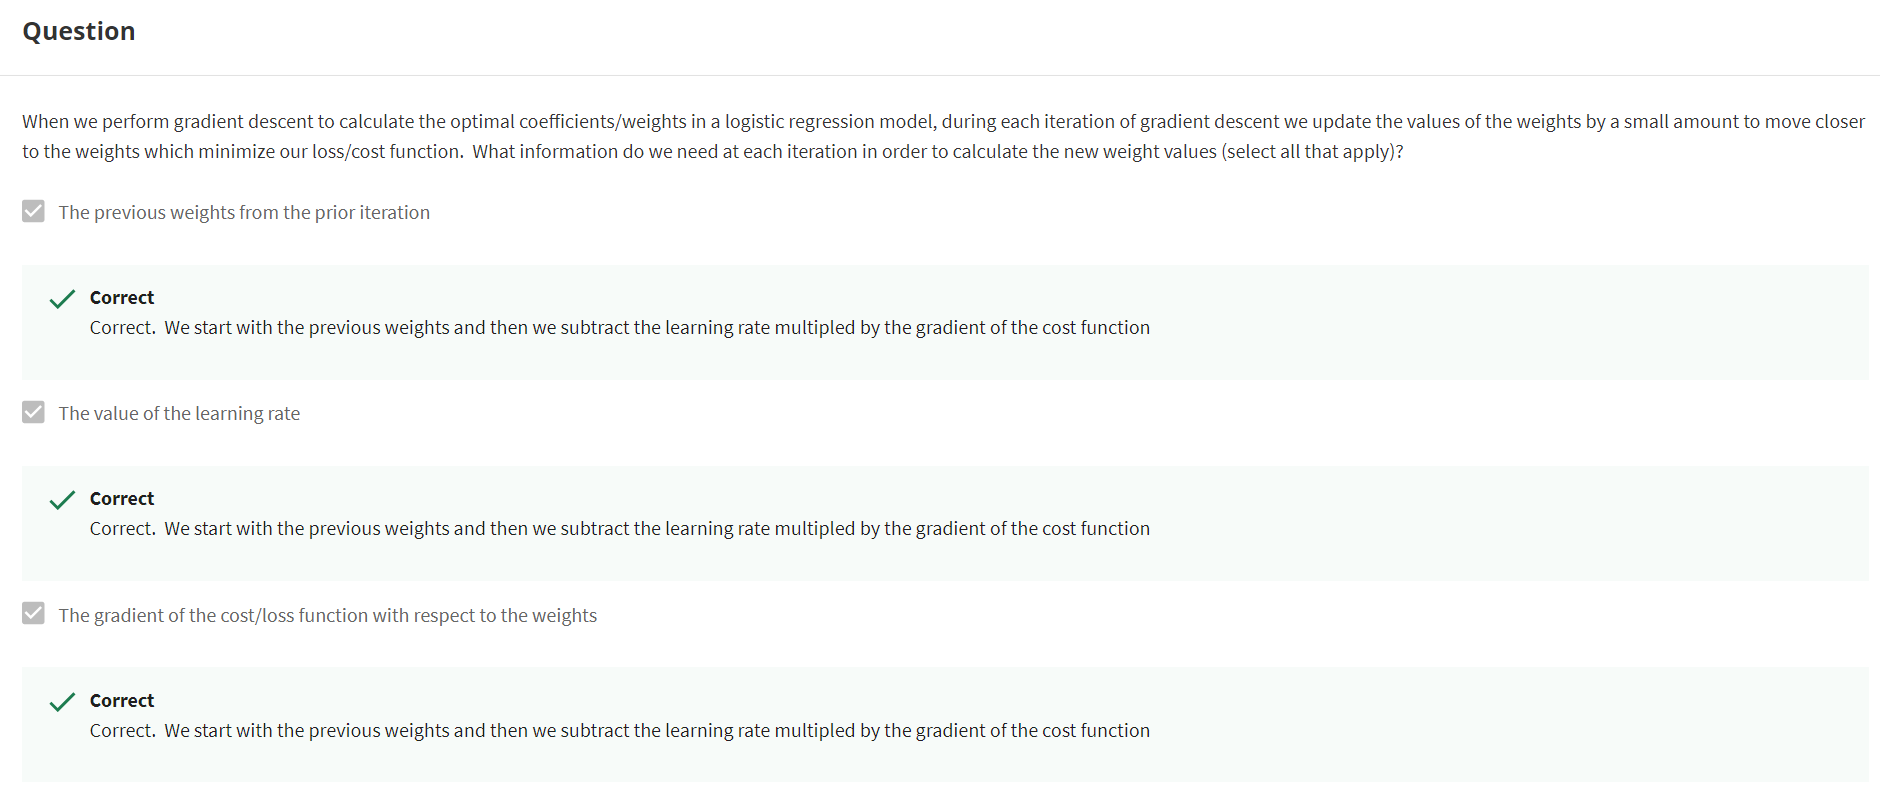 Question
When we perform gradient descent to calculate the optimal coefficients/weights in a logistic regression model, during each iteration of gradient descent we update the values of the weights by a small amount to move closer
to the weights which minimize our loss/cost function.  What information do we need at each iteration in order to calculate the new weight values (select all that apply)?
The previous weights from the prior iteration
Correct
Correct.  We start with the previous weights and then we subtract the learning rate multipled by the gradient of the cost function
The value of the learning rate
Correct
Correct.  We start with the previous weights and then we subtract the learning rate multipled by the gradient of the cost function
The gradient of the cost/loss function with respect to the weights
Correct
Correct.  We start with the previous weights and then we subtract the learning rate multipled by the gradient of the cost function